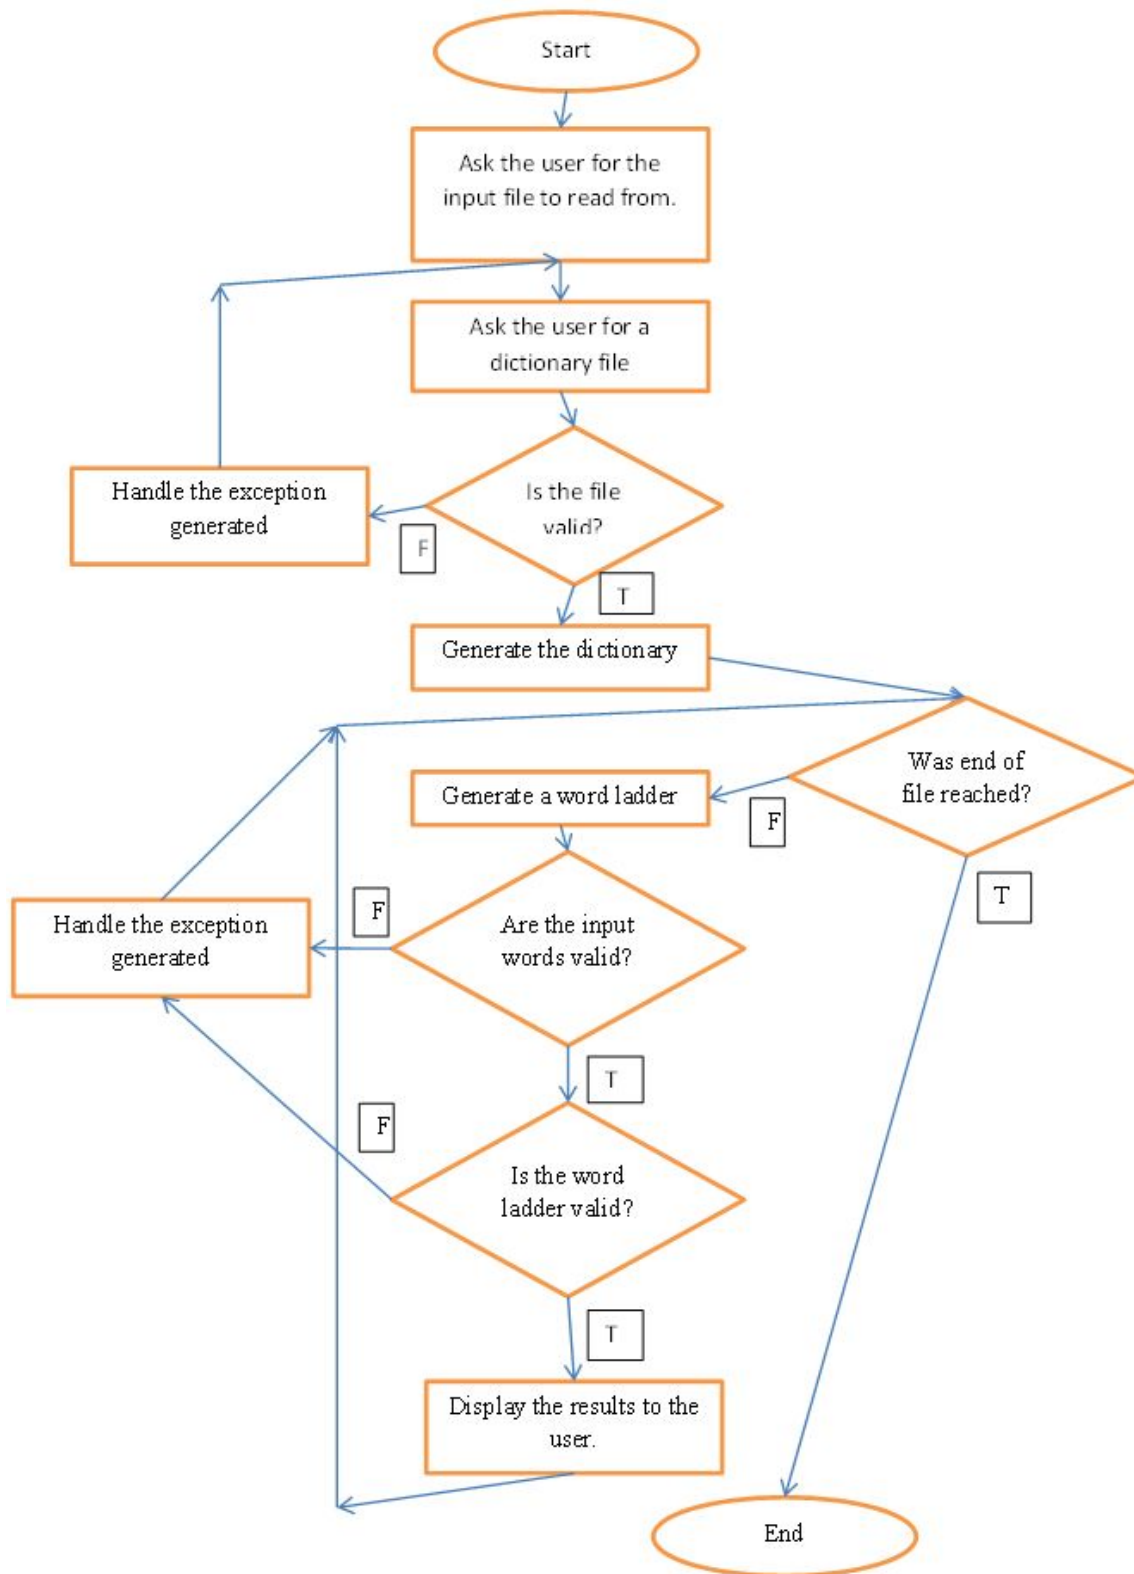 Start
Ask the user for the
input file to read from.
Ask the user for a
dictionary file
Handle the exception
generated
Is the file
valid?
F
T
Generate the dictionary
Was end of
file reached?
Generate a word ladder
F
T
Handle the exception
generated
F
Are the input
words valid?
T
F
Is the word
ladder valid?
T
Display the results to the
user.
End